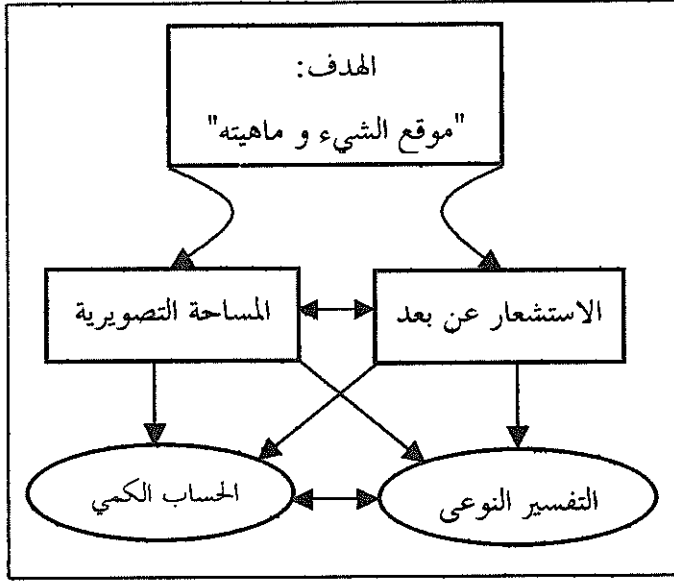 الهدف:
"موقع الشيء و ماهيته"
الاستشعار عن بعد
المساحة التصويرية
التفسير النوعى
الحساب الكمي